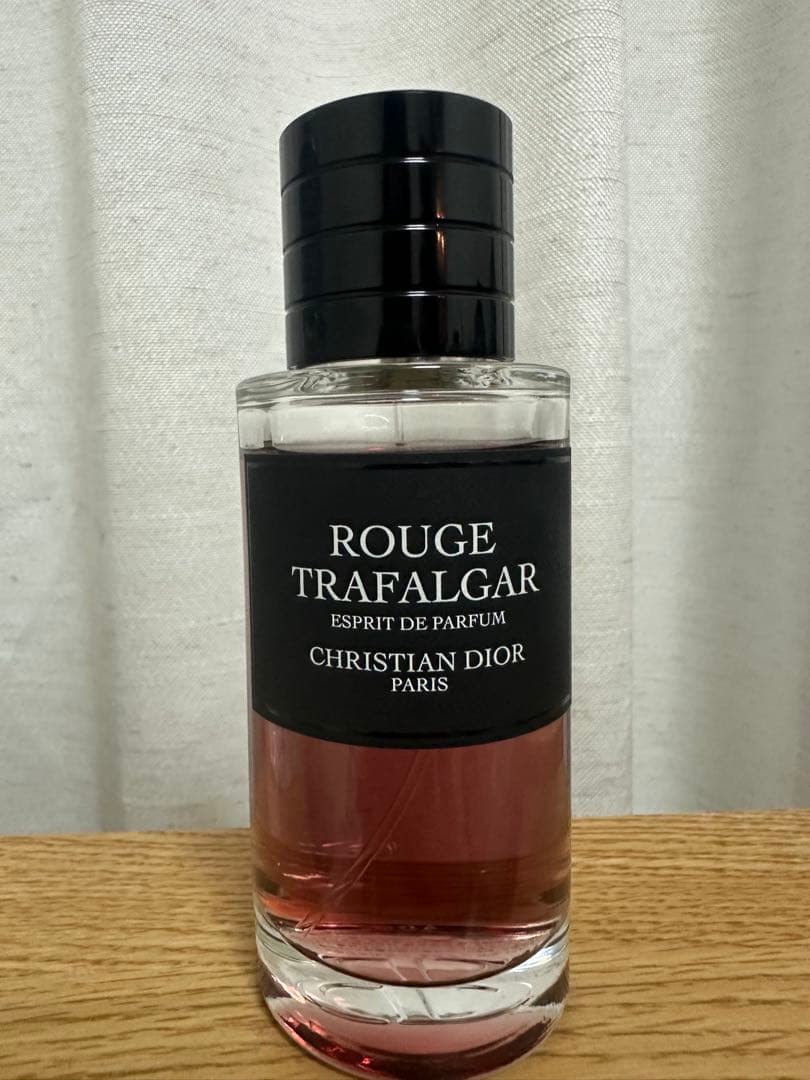 ROUGE
TRAFALGAR
ESPRIT DE PARFUM
CHRISTIAN DIOR
PARIS